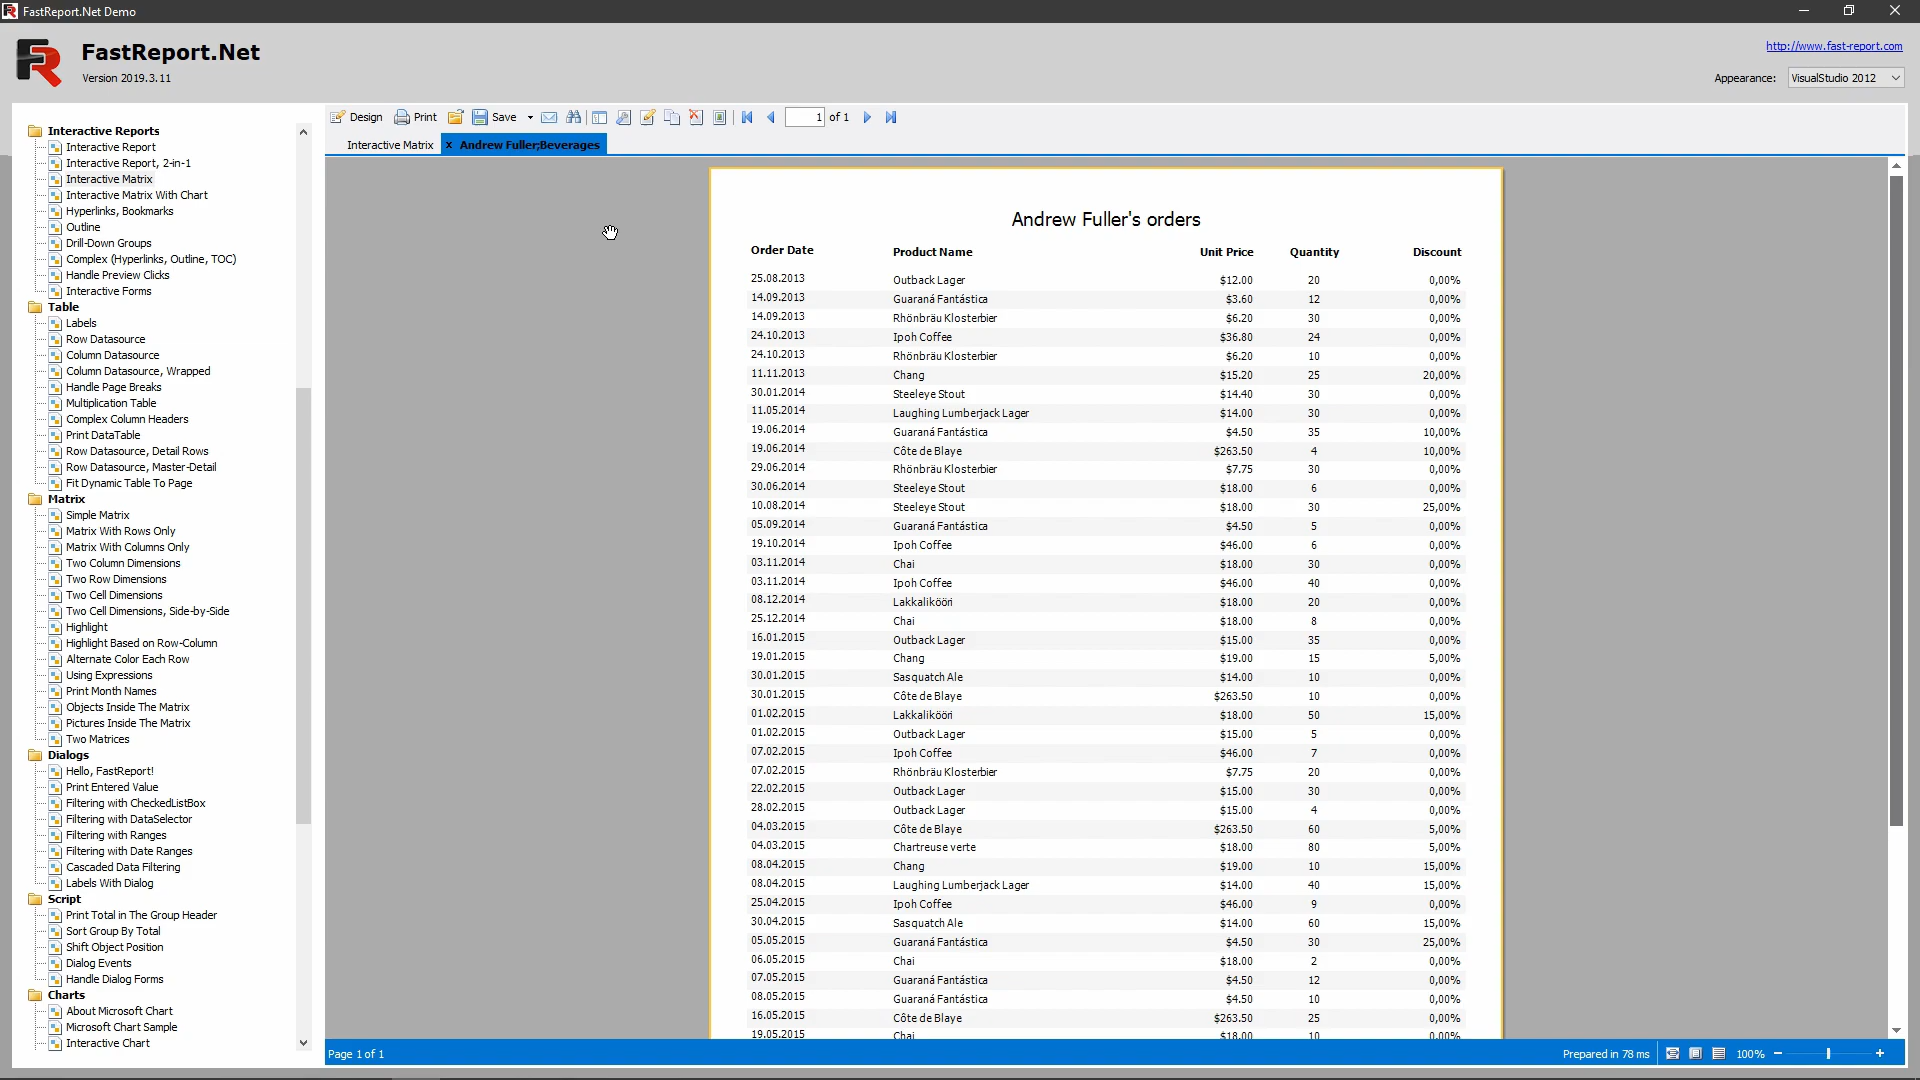 FastReport.Net Demo
FastReport.Net
Version 2019.3.11
http://www.fast-report.com
Appearance: VisualStudio 2012
Interactive Reports
Interactive Report
Interactive Report, 2-in-1
Interactive Matrix
Interactive Matrix With Chart
Hyperlinks, Bookmarks
Outline
Drill-Down Groups
Complex (Hyperlinks, Outline, TOC)
Handle Preview Clicks
Interactive Forms
Table
Labels
Row Datasource
Column Datasource
Column Datasource, Wrapped
Handle Page Breaks
Multiplication Table
Complex Column Headers
Print DataTable
Row Datasource, Detail Rows
Row Datasource, Master-Detail
Fit Dynamic Table To Page
Matrix
Simple Matrix
Matrix With Rows Only
Matrix With Columns Only
Two Column Dimensions
Two Row Dimensions
Two Cell Dimensions
Two Cell Dimensions, Side-by-Side
Highlight
Highlight Based on Row-Column
Alternate Color Each Row
Using Expressions
Print Month Names
Objects Inside The Matrix
Pictures Inside The Matrix
Two Matrices
Dialogs
Hello, FastReport!
Print Entered Value
Filtering with CheckedListBox
Filtering with DataSelector
Filtering with Ranges
Filtering with Date Ranges
Cascaded Data Filtering
Labels With Dialog
Script
Print Total in The Group Header
Sort Group By Total
Shift Object Position
Dialog Events
Handle Dialog Forms
Charts
About Microsoft Chart
Microsoft Chart Sample
Interactive Chart
Design Print Save 1 of 1
Interactive Matrix x Andrew Fuller;Beverages
Andrew Fuller's orders
Order Date Product Name Unit Price Quantity Discount
25.08.2013 Outback Lager $12.00 20 0,00%
14.09.2013 Guaraná Fantástica $3.60 12 0,00%
14.09.2013 Rhönbräu Klosterbier $6.20 30 0,00%
24.10.2013 Ipoh Coffee $36.80 24 0,00%
24.10.2013 Rhönbräu Klosterbier $6.20 10 0,00%
11.11.2013 Chang $15.20 25 20,00%
30.01.2014 Steeleye Stout $14.40 30 0,00%
11.05.2014 Laughing Lumberjack Lager $14.00 30 0,00%
19.06.2014 Guaraná Fantástica $4.50 35 10,00%
19.06.2014 Côte de Blaye $263.50 4 10,00%
29.06.2014 Rhönbräu Klosterbier $7.75 30 0,00%
30.06.2014 Steeleye Stout $18.00 6 0,00%
10.08.2014 Steeleye Stout $18.00 30 25,00%
05.09.2014 Guaraná Fantástica $4.50 5 0,00%
19.10.2014 Ipoh Coffee $46.00 6 0,00%
03.11.2014 Chai $18.00 30 0,00%
03.11.2014 Ipoh Coffee $46.00 40 0,00%
08.12.2014 Lakkalikööri $18.00 20 0,00%
25.12.2014 Chai $18.00 8 0,00%
16.01.2015 Outback Lager $15.00 35 0,00%
19.01.2015 Chang $19.00 15 5,00%
30.01.2015 Sasquatch Ale $14.00 10 0,00%
30.01.2015 Côte de Blaye $263.50 10 0,00%
01.02.2015 Lakkalikööri $18.00 50 15,00%
01.02.2015 Outback Lager $15.00 5 0,00%
07.02.2015 Ipoh Coffee $46.00 7 0,00%
07.02.2015 Rhönbräu Klosterbier $7.75 20 0,00%
22.02.2015 Outback Lager $15.00 30 0,00%
28.02.2015 Outback Lager $15.00 4 0,00%
04.03.2015 Côte de Blaye $263.50 60 5,00%
04.03.2015 Chartreuse verte $18.00 80 5,00%
08.04.2015 Chang $19.00 10 15,00%
08.04.2015 Laughing Lumberjack Lager $14.00 40 15,00%
25.04.2015 Ipoh Coffee $46.00 9 0,00%
30.04.2015 Sasquatch Ale $14.00 60 15,00%
05.05.2015 Guaraná Fantástica $4.50 30 25,00%
06.05.2015 Chai $18.00 2 0,00%
07.05.2015 Guaraná Fantástica $4.50 12 0,00%
08.05.2015 Guaraná Fantástica $4.50 10 0,00%
16.05.2015 Côte de Blaye $263.50 25 0,00%
19.05.2015 Chai $18.00 10 0,00%
Page 1 of 1 Prepared in 78 ms 100%